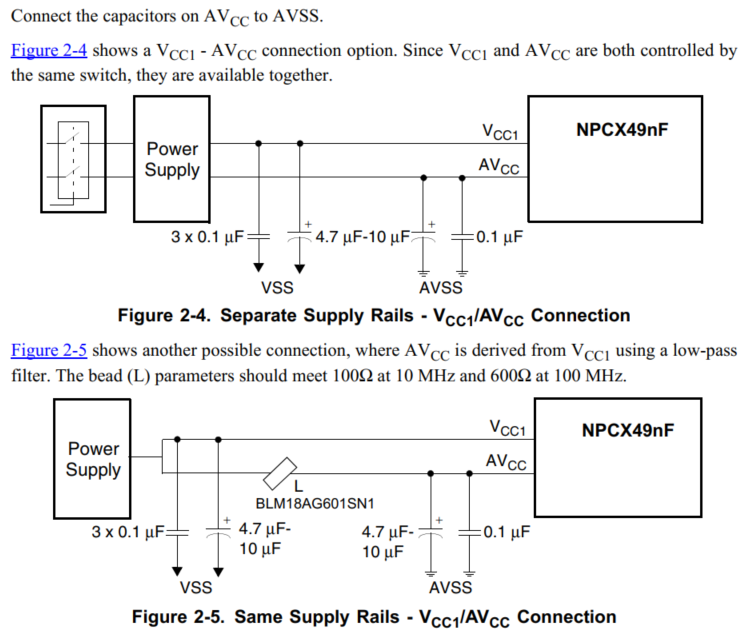 Connect the capacitors on AVCC to AVSS.
Figure 2-4 shows a VCC1 - AVCC connection option. Since VCC1 and AVCC are both controlled by
the same switch, they are available together.
Power
Supply
VCC1
AVCC
NPCX49nF
3 x 0.1 µF
+
4.7 µF-10 µF
+
0.1 µF
VSS
AVSS
Figure 2-4. Separate Supply Rails - VCC1/AVCC Connection
Figure 2-5 shows another possible connection, where AVCC is derived from VCC1 using a low-pass
filter. The bead (L) parameters should meet 100Ω at 10 MHz and 600Ω at 100 MHz.
Power
Supply
VCC1
AVCC
NPCX49nF
L
BLM18AG601SN1
3 x 0.1 µF
+
4.7 µF-
10 µF
4.7 µF-
10 µF
+
0.1 µF
VSS
AVSS
Figure 2-5. Same Supply Rails - VCC1/AVCC Connection